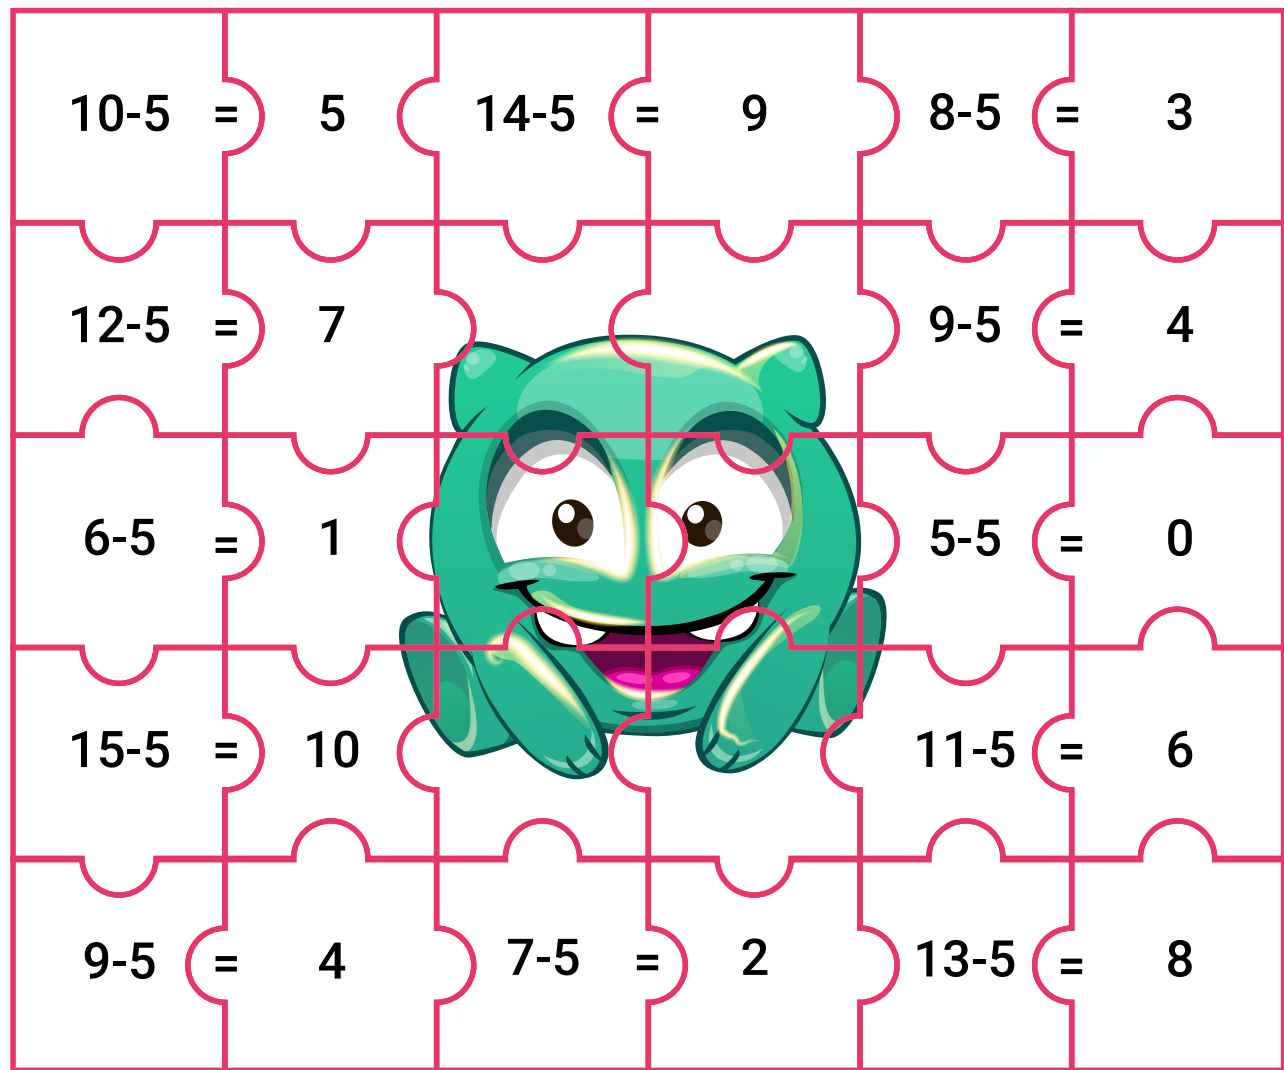 10-5 = 5 14-5 = 9 8-5 = 3
12-5 = 7 9-5 = 4
6-5 = 1 5-5 = 0
15-5 = 10 11-5 = 6
9-5 = 4 7-5 = 2 13-5 = 8